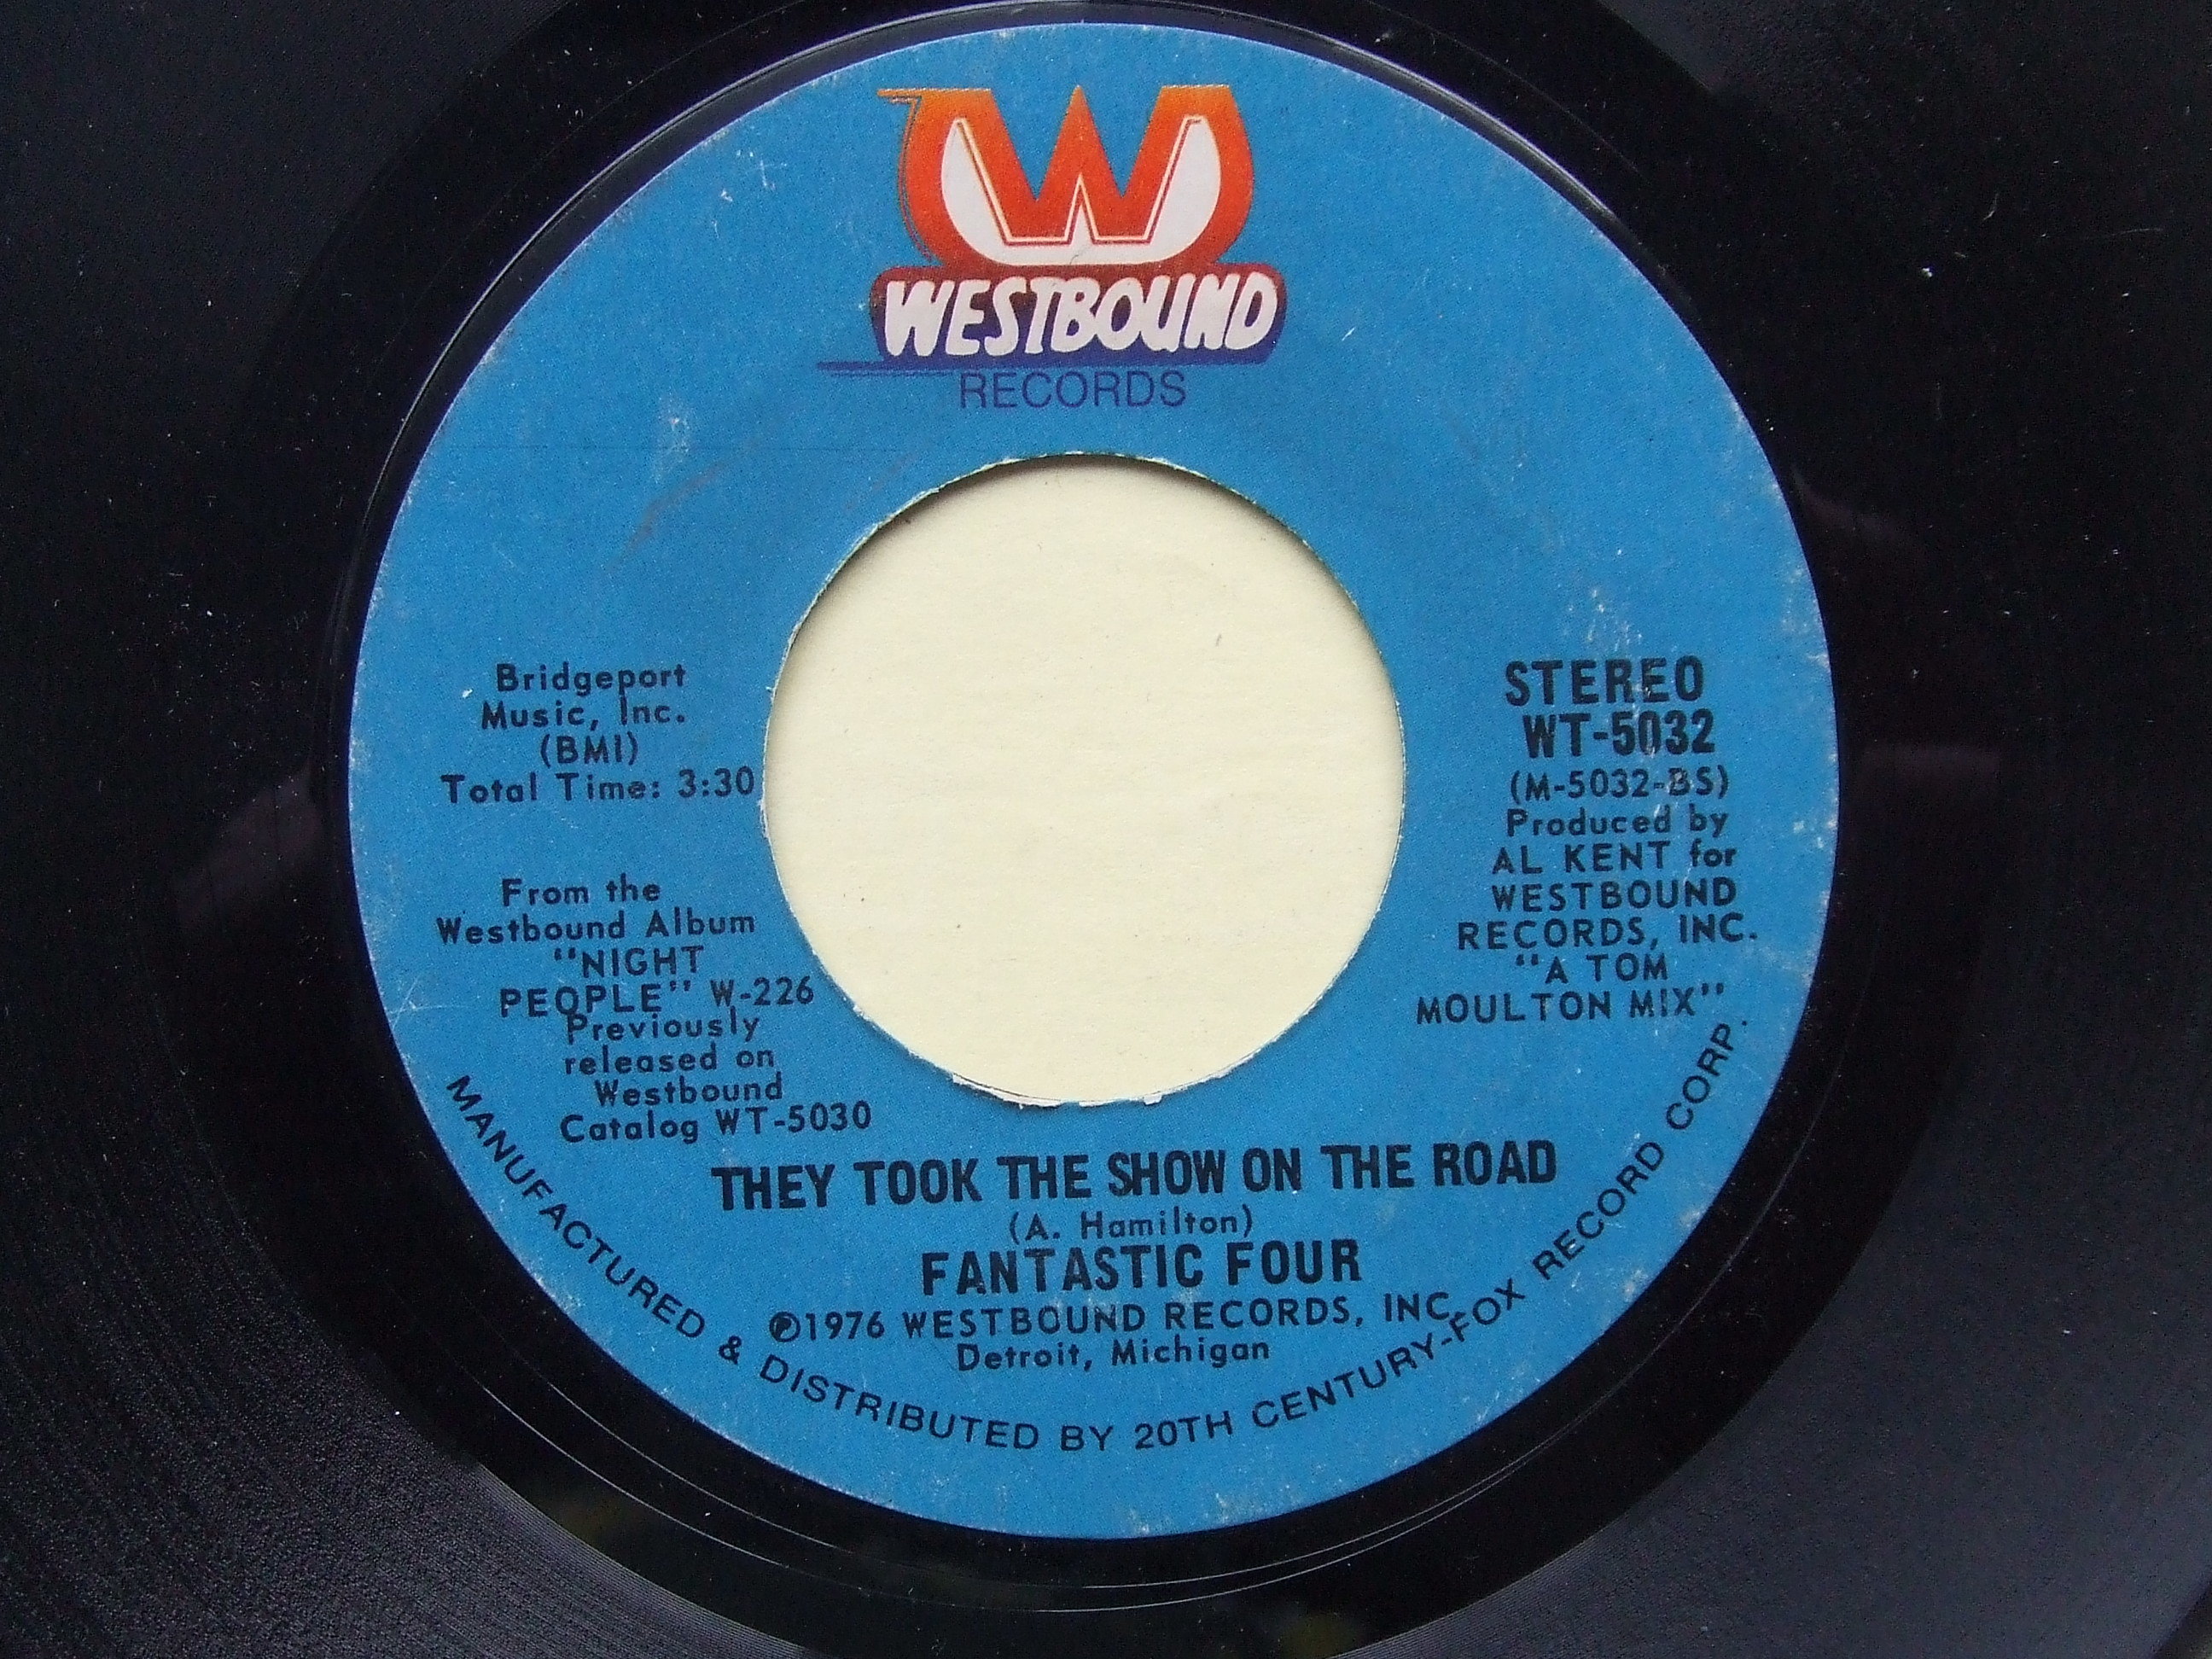 W
WESTBOUND
RECORDS
Bridgeport
Music, Inc.
(BMI)
Total Time: 3:30
From the
Westbound Album
"NIGHT
PEOPLE" W-226
Previously
released on
Westbound
Catalog WT-5030
STEREO
WT-5032
(M-5032-BS)
Produced by
AL KENT for
WESTBOUND
RECORDS, INC.
"A TOM
MOULTON MIX"
THEY TOOK THE SHOW ON THE ROAD
(A. Hamilton)
FANTASTIC FOUR
℗1976 WESTBOUND RECORDS, INC.
Detroit, Michigan
MANUFACTURED & DISTRIBUTED BY 20TH CENTURY-FOX RECORD CORP.